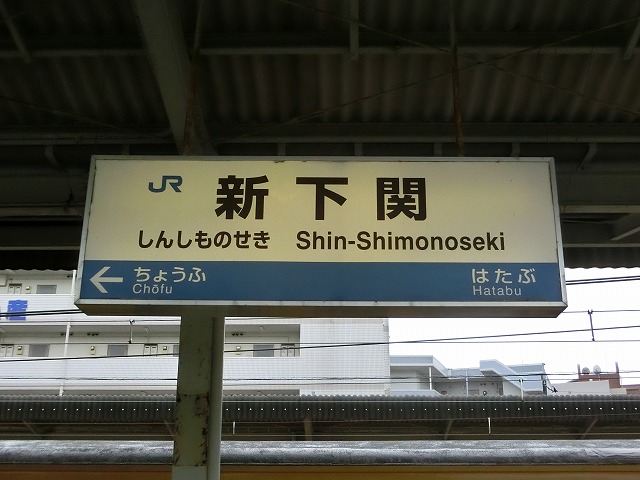 JR 新下関
しんしものせき Shin-Shimonoseki
← ちょうふ はたぶ
Chōfu Hatabu